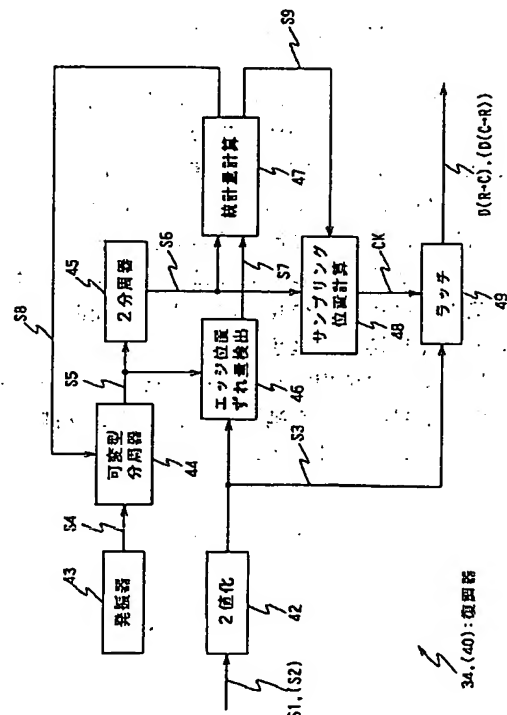 S8
S9
S4
S5
S6
43
発振器
可変型
分周器
44
45
2分周器
統計量計算
47
S7
エッジ位置
ずれ量検出
46
サンプリング
位置計算
48
CK
S1,(S2)
2値化
42
S3
ラッチ
49
D(R→C),(D(C→R))
34,(40):復調器